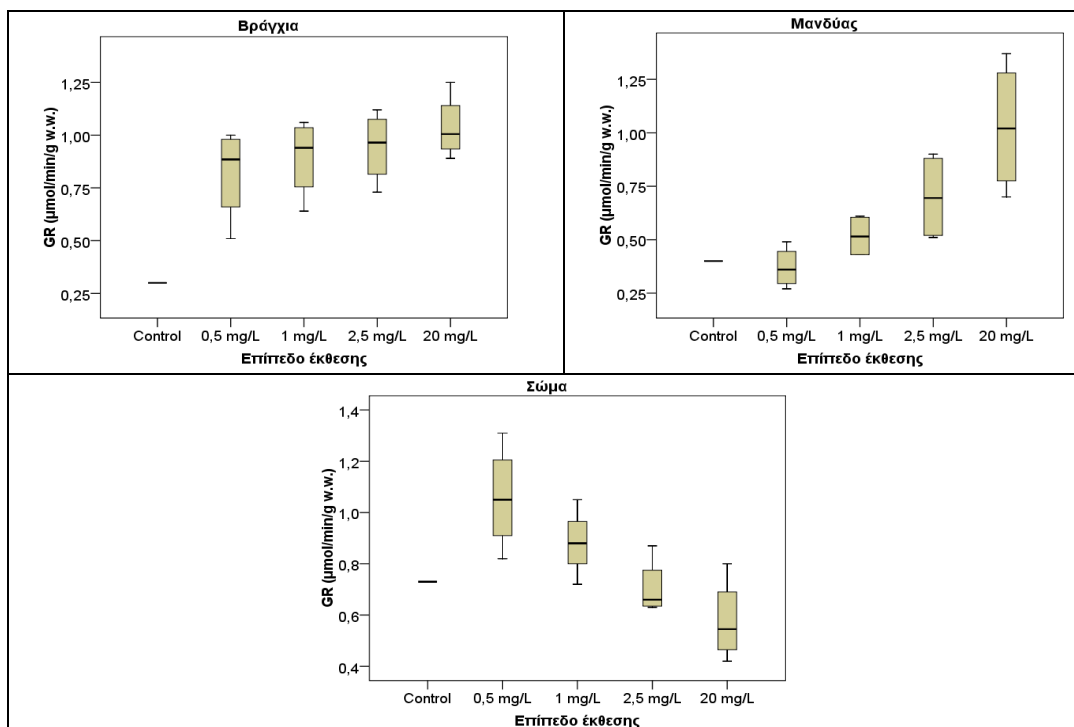 Βράγχια
GR (μmol/min/g w.w.)
1,25
1,00
0,75
0,50
0,25
Control 0,5 mg/L 1 mg/L 2,5 mg/L 20 mg/L
Επίπεδο έκθεσης
Μανδύας
GR (μmol/min/g w.w.)
1,25
1,00
0,75
0,50
0,25
Control 0,5 mg/L 1 mg/L 2,5 mg/L 20 mg/L
Επίπεδο έκθεσης
Σώμα
GR (μmol/min/g w.w.)
1,4
1,2
1,0
0,8
0,6
0,4
Control 0,5 mg/L 1 mg/L 2,5 mg/L 20 mg/L
Επίπεδο έκθεσης